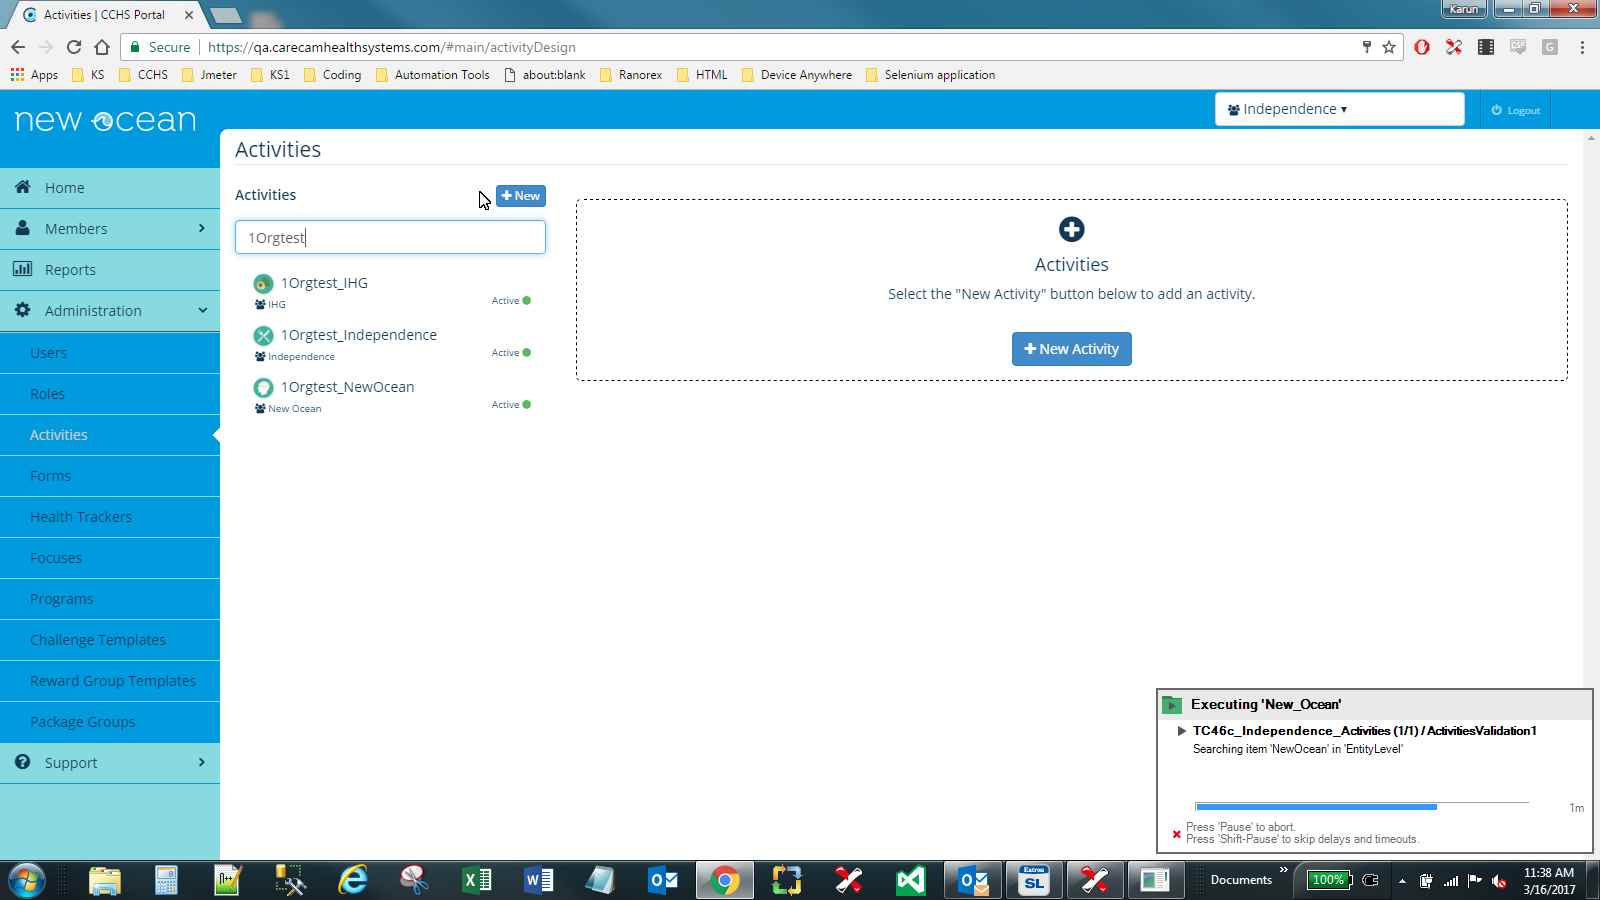 Activities | CCHS Portal
Karun
Secure
https://qa.carecamhealthsystems.com/#main/activityDesign
Apps
KS
CCHS
Jmeter
KS1
Coding
Automation Tools
about:blank
Ranorex
HTML
Device Anywhere
Selenium application
new ocean
Independence
Logout
Home
Members
Reports
Administration
Users
Roles
Activities
Forms
Health Trackers
Focuses
Programs
Challenge Templates
Reward Group Templates
Package Groups
Support
Activities
Activities
New
1Orgtest
1Orgtest_IHG
IHG
Active
1Orgtest_Independence
Independence
Active
1Orgtest_NewOcean
New Ocean
Active
Activities
Select the "New Activity" button below to add an activity.
New Activity
Executing 'New_Ocean'
TC46c_Independence_Activities (1/1) / ActivitiesValidation1
Searching item 'NewOcean' in 'EntityLevel'
1m
Press 'Pause' to abort.
Press 'Shift-Pause' to skip delays and timeouts.
Extron
SL
Documents
100%
11:38 AM
3/16/2017